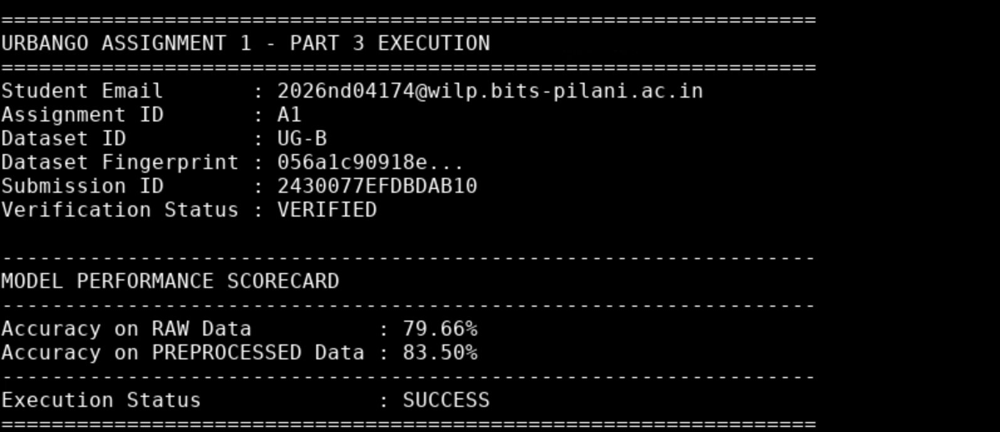 =================================================================
URBANGO ASSIGNMENT 1 - PART 3 EXECUTION
=================================================================
Student Email       : 2026nd04174@wilp.bits-pilani.ac.in
Assignment ID       : A1
Dataset ID          : UG-B
Dataset Fingerprint : 056a1c90918e...
Submission ID       : 2430077EFDBDAB10
Verification Status : VERIFIED

-----------------------------------------------------------------
MODEL PERFORMANCE SCORECARD
-----------------------------------------------------------------
Accuracy on RAW Data          : 79.66%
Accuracy on PREPROCESSED Data : 83.50%
-----------------------------------------------------------------
Execution Status              : SUCCESS
=================================================================